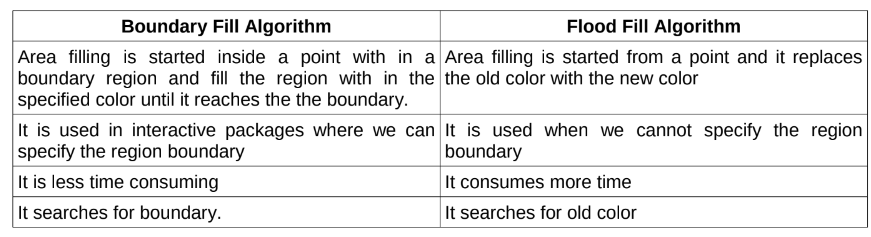 Boundary Fill Algorithm
Flood Fill Algorithm
Area filling is started inside a point with in a
boundary region and fill the region with in the
specified color until it reaches the the boundary.
Area filling is started from a point and it replaces
the old color with the new color
It is used in interactive packages where we can
specify the region boundary
It is used when we cannot specify the region
boundary
It is less time consuming
It consumes more time
It searches for boundary.
It searches for old color